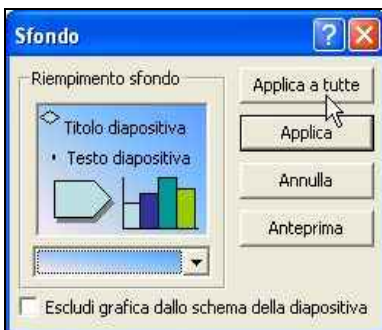 Sfondo
Riempimento sfondo
Titolo diapositiva
• Testo diapositiva
Applica a tutte
Applica
Annulla
Anteprima
Escludi grafica dallo schema della diapositiva